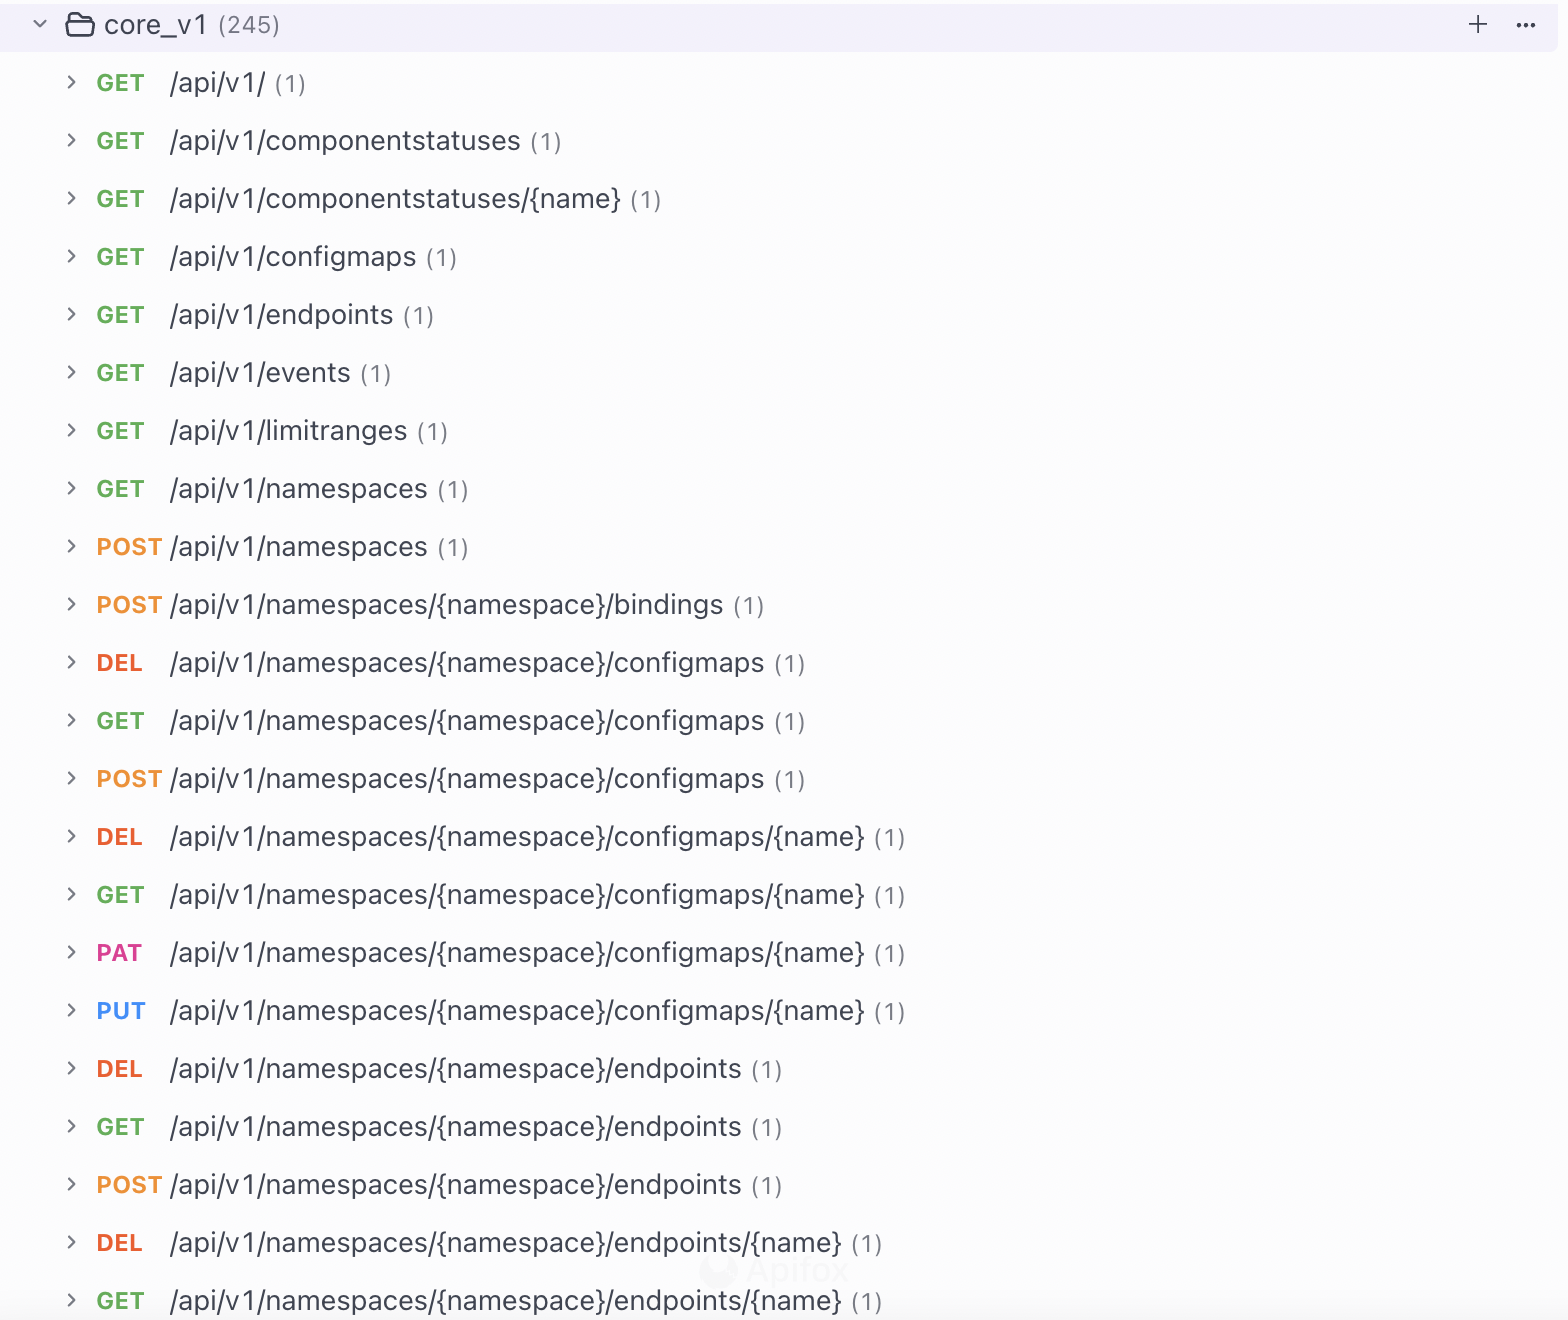 core_v1 (245)
GET /api/v1/ (1)
GET /api/v1/componentstatuses (1)
GET /api/v1/componentstatuses/{name} (1)
GET /api/v1/configmaps (1)
GET /api/v1/endpoints (1)
GET /api/v1/events (1)
GET /api/v1/limitranges (1)
GET /api/v1/namespaces (1)
POST /api/v1/namespaces (1)
POST /api/v1/namespaces/{namespace}/bindings (1)
DEL /api/v1/namespaces/{namespace}/configmaps (1)
GET /api/v1/namespaces/{namespace}/configmaps (1)
POST /api/v1/namespaces/{namespace}/configmaps (1)
DEL /api/v1/namespaces/{namespace}/configmaps/{name} (1)
GET /api/v1/namespaces/{namespace}/configmaps/{name} (1)
PAT /api/v1/namespaces/{namespace}/configmaps/{name} (1)
PUT /api/v1/namespaces/{namespace}/configmaps/{name} (1)
DEL /api/v1/namespaces/{namespace}/endpoints (1)
GET /api/v1/namespaces/{namespace}/endpoints (1)
POST /api/v1/namespaces/{namespace}/endpoints (1)
DEL /api/v1/namespaces/{namespace}/endpoints/{name} (1)
Apifox
GET /api/v1/namespaces/{namespace}/endpoints/{name} (1)